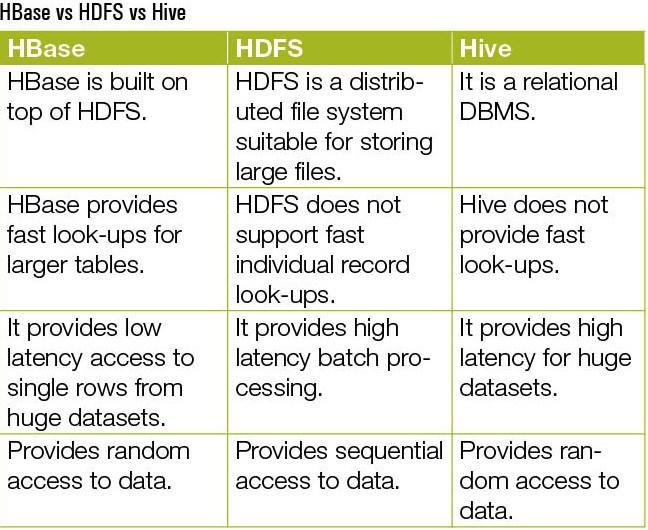 HBase vs HDFS vs Hive
HBase
HDFS
Hive
HBase is built on
top of HDFS.
HDFS is a distrib-
uted file system
suitable for storing
large files.
It is a relational
DBMS.
HBase provides
fast look-ups for
larger tables.
HDFS does not
support fast
individual record
look-ups.
Hive does not
provide fast
look-ups.
It provides low
latency access to
single rows from
huge datasets.
It provides high
latency batch pro-
cessing.
It provides high
latency for huge
datasets.
Provides random
access to data.
Provides sequential
access to data.
Provides ran-
dom access to
data.